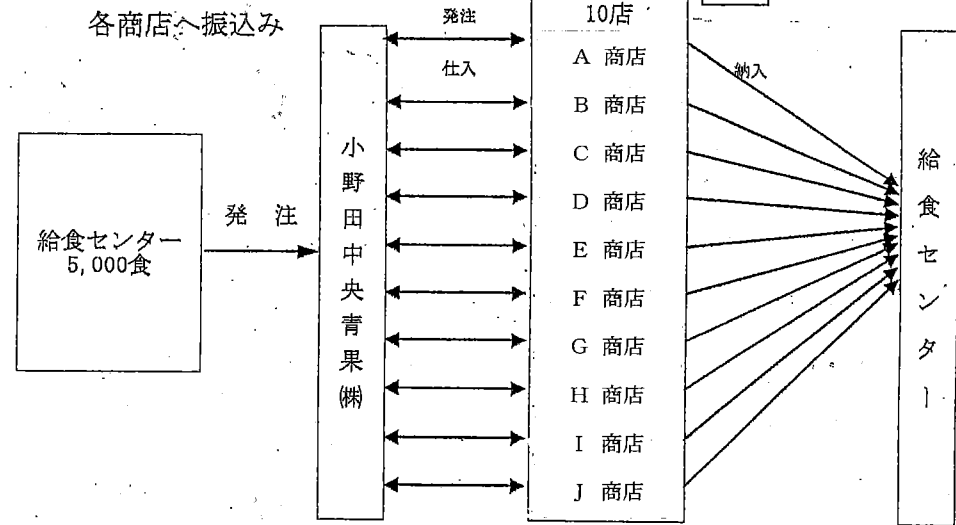 各商店へ振込み
発注
10店
仕入
納入
A 商店
B 商店
C 商店
D 商店
E 商店
F 商店
G 商店
H 商店
I 商店
J 商店
給食センター
5,000食
発 注
小野田中央青果㈱
給食センター